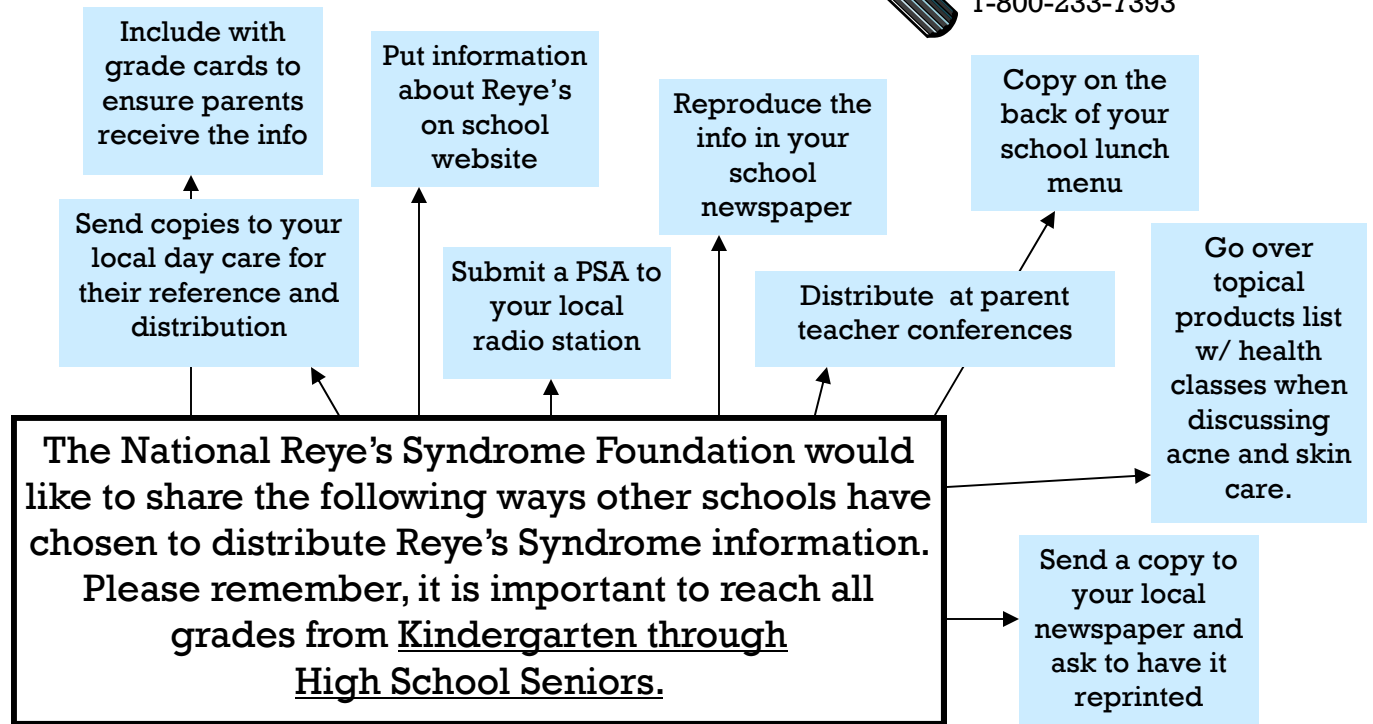 1-800-233-7393
Include with
grade cards to
ensure parents
receive the info
Put information
about Reye's
on school
website
Reproduce the
info in your
school
newspaper
Copy on the
back of your
school lunch
menu
Send copies to your
local day care for
their reference and
distribution
Submit a PSA to
your local
radio station
Distribute at parent
teacher conferences
Go over
topical
products list
w/ health
classes when
discussing
acne and skin
care.
The National Reye's Syndrome Foundation would
like to share the following ways other schools have
chosen to distribute Reye's Syndrome information.
Please remember, it is important to reach all
grades from Kindergarten through
High School Seniors.
Send a copy to
your local
newspaper and
ask to have it
reprinted